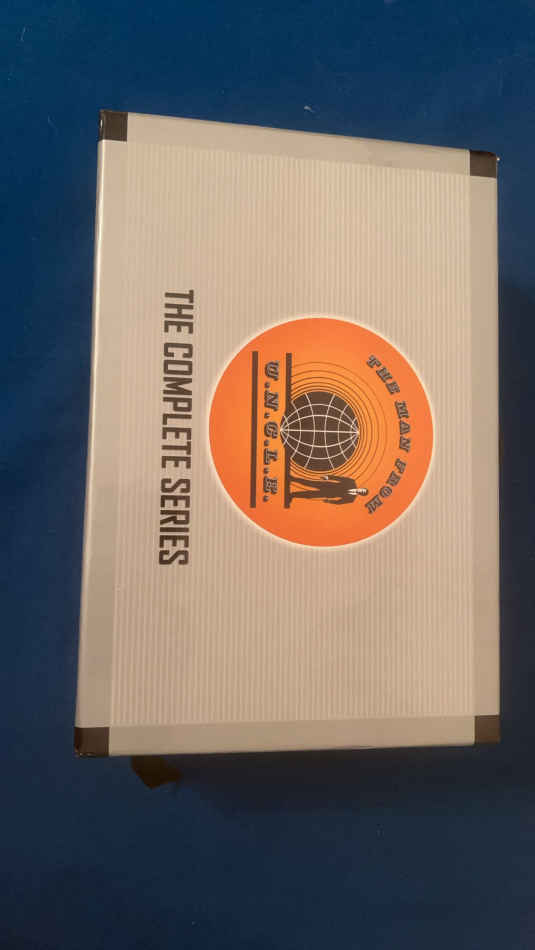 THE MAN FROM
U.N.C.L.E.
THE COMPLETE SERIES